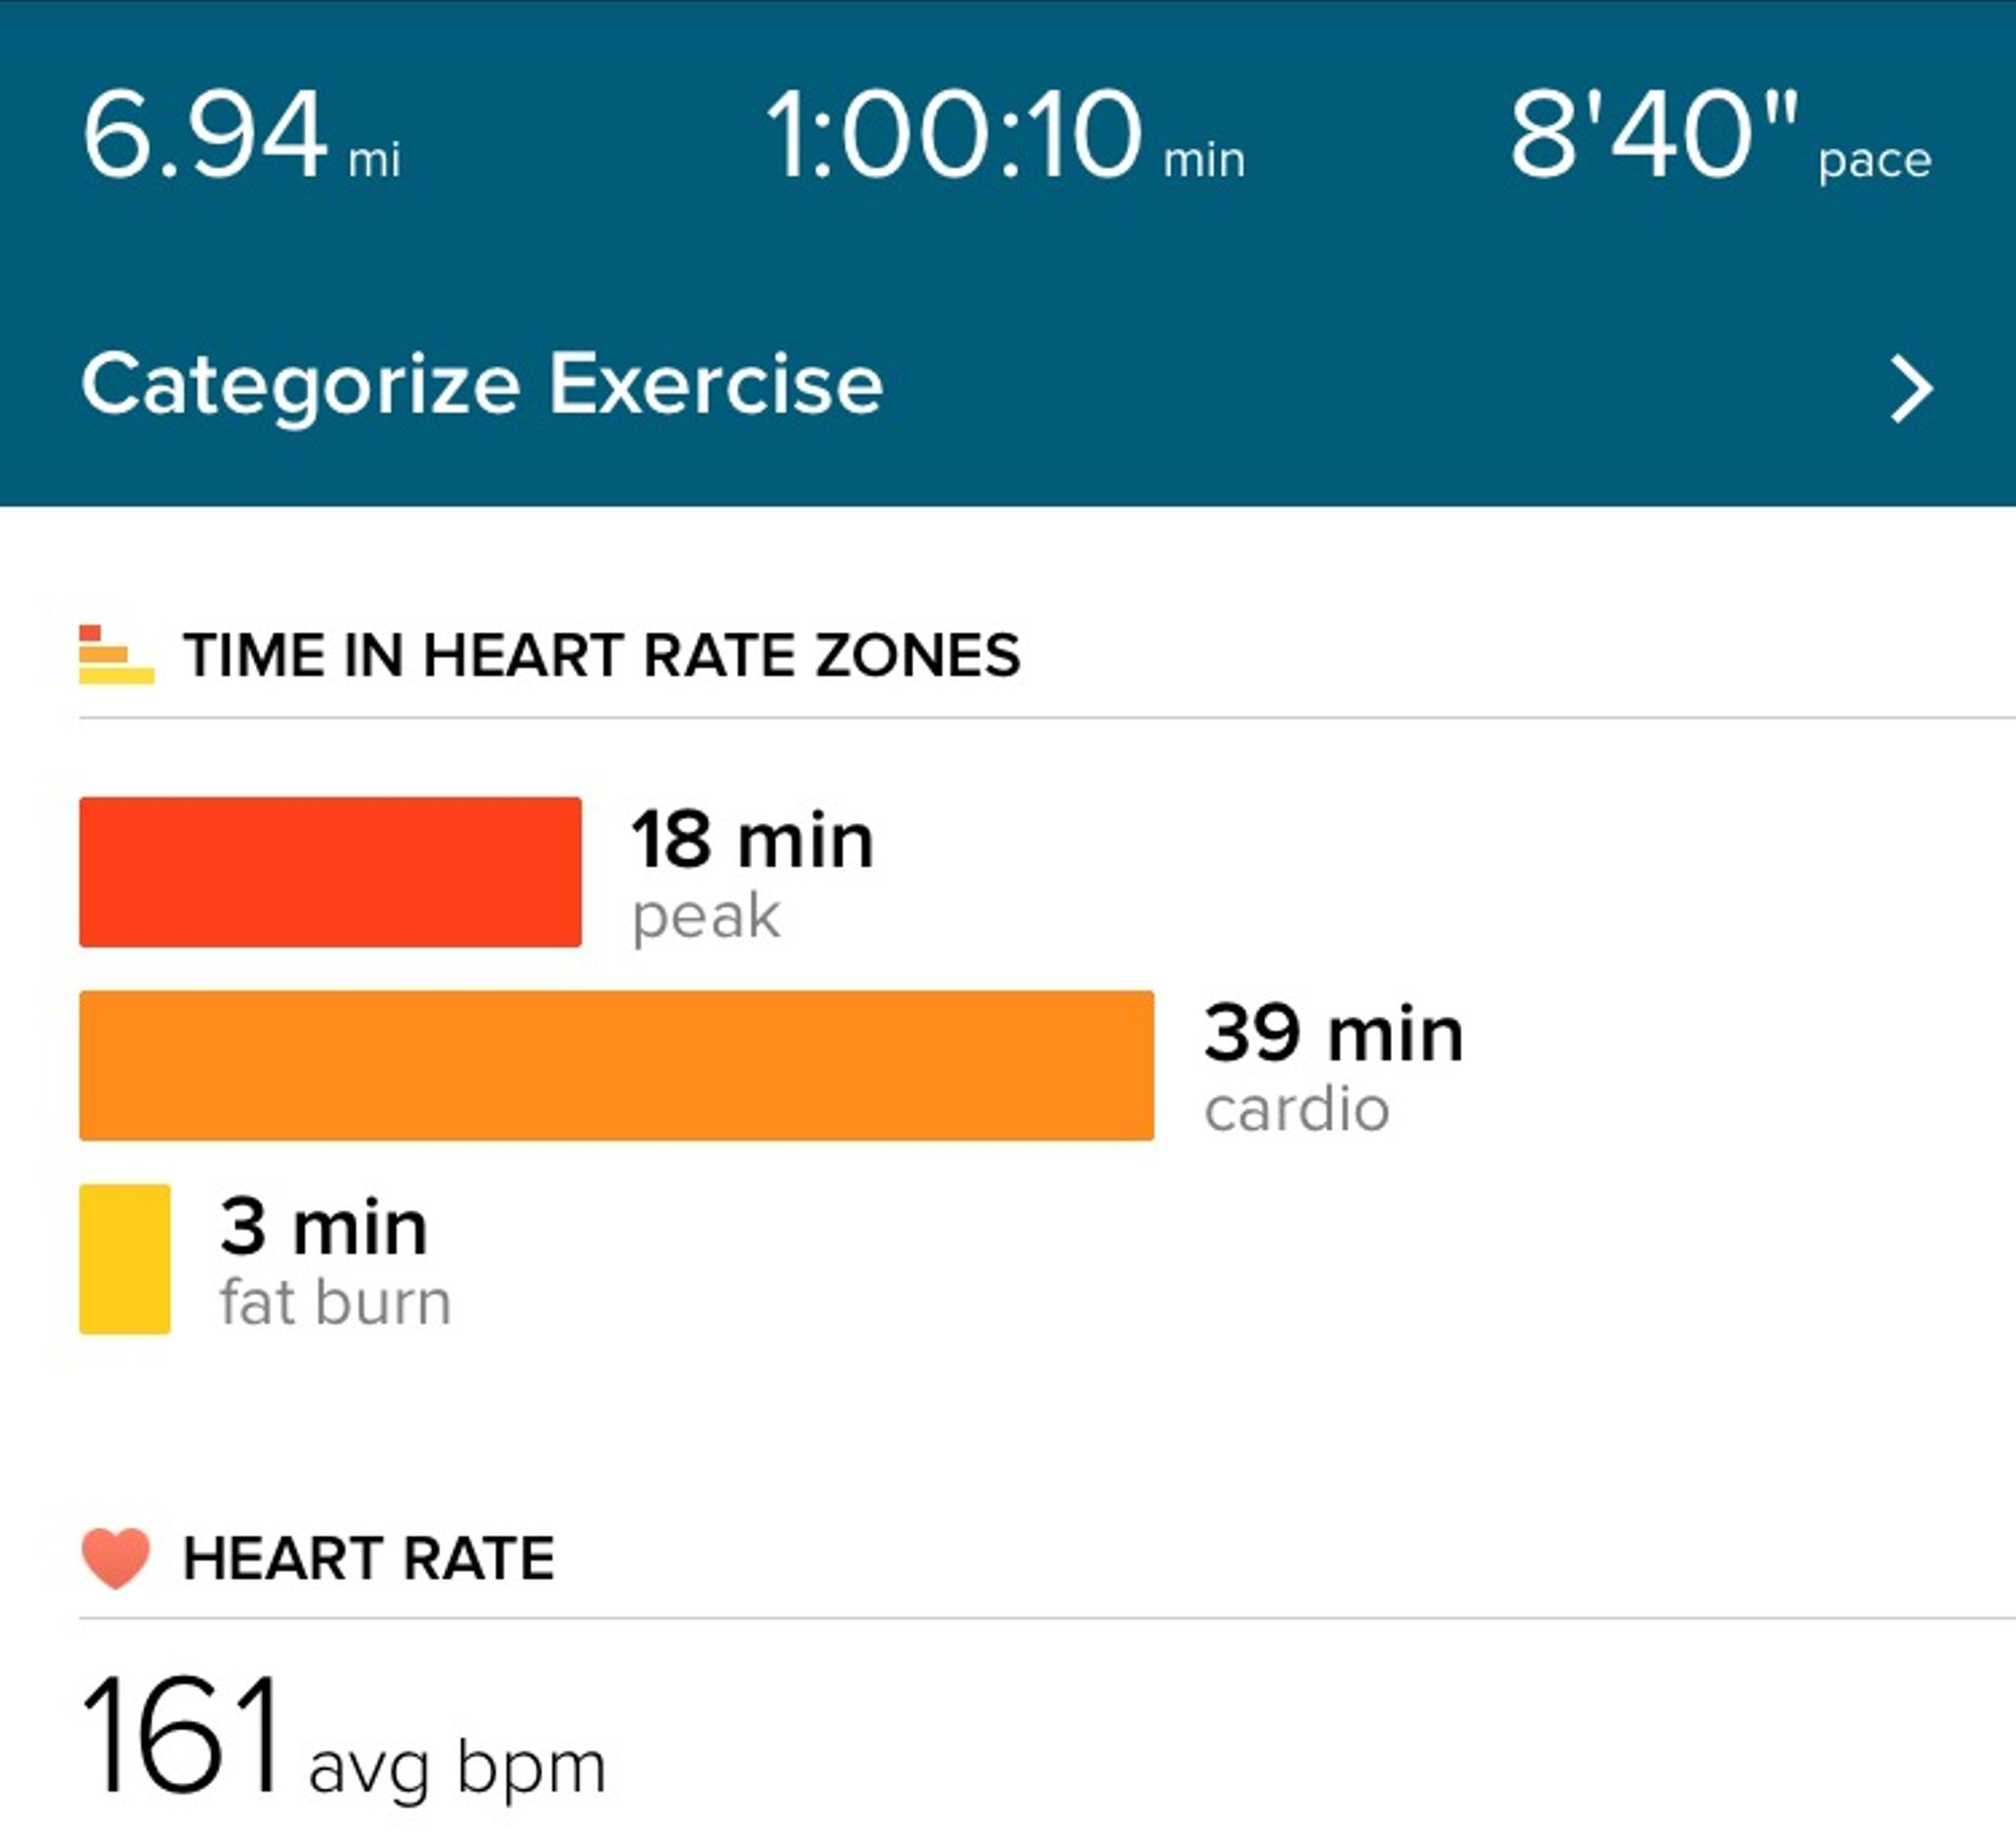 6.94 mi 1:00:10 min 8'40" pace
Categorize Exercise
TIME IN HEART RATE ZONES
18 min
peak
39 min
cardio
3 min
fat burn
HEART RATE
161 avg bpm